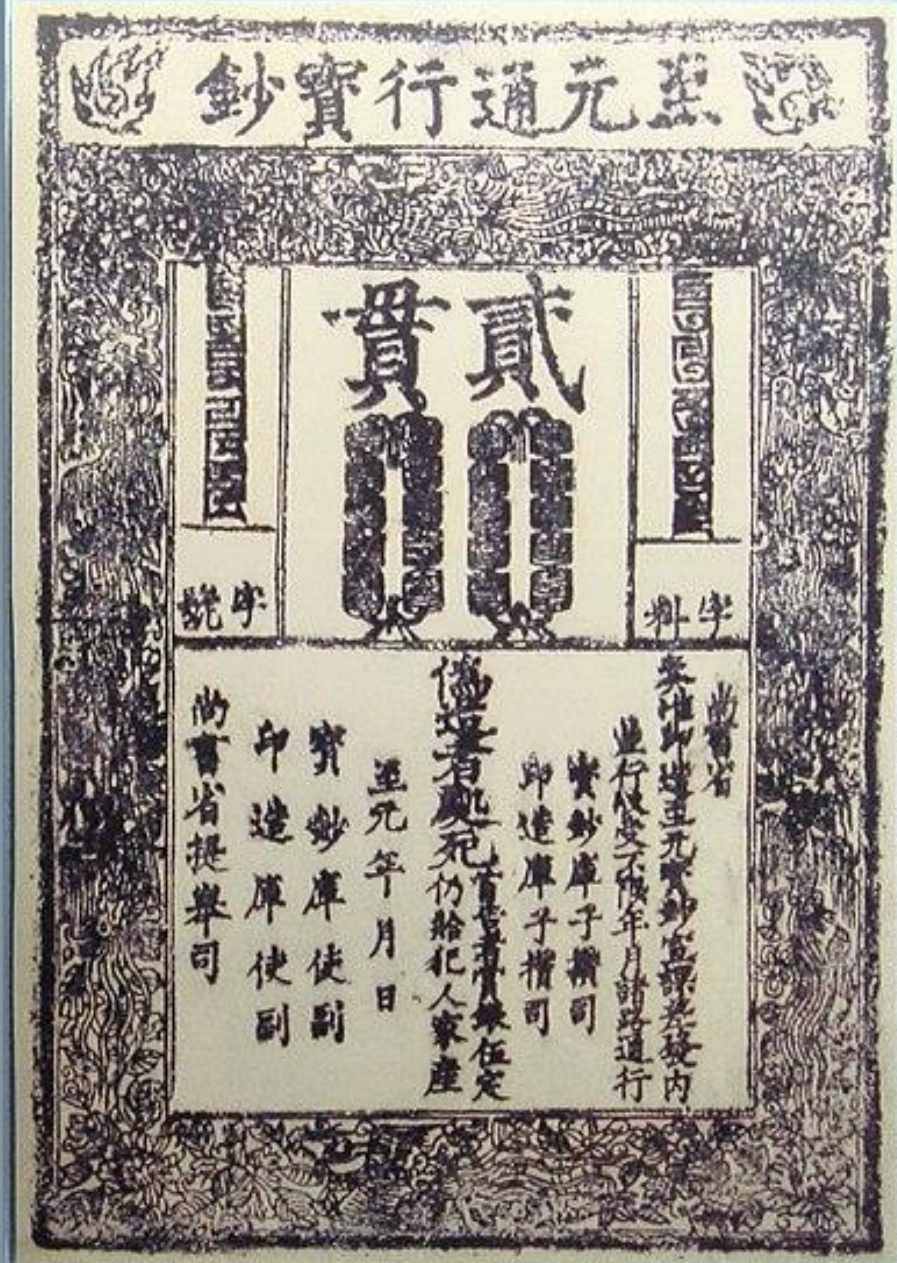 至元通行寶鈔
貳貫
字料
字號
尚書省
奏准印造至元寶鈔宣課差發內
並行收受不限年月諸路通行
寶鈔庫子攢司
印造庫子攢司
偽造者處死
首告者賞銀伍定
仍給犯人家產
至元年月日
寶鈔庫使副
印造庫使副
尚書省提舉司